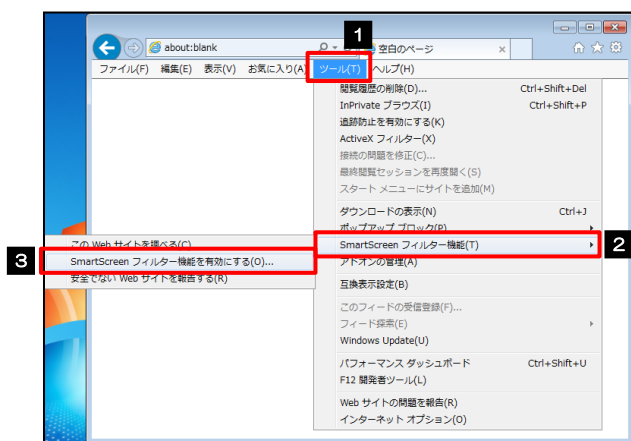 1
about:blank
空白のページ
ファイル(F) 編集(E) 表示(V) お気に入り(A) ツール(T) ヘルプ(H)
閲覧履歴の削除(D)... Ctrl+Shift+Del
InPrivate ブラウズ(I) Ctrl+Shift+P
追跡防止を有効にする(K)
ActiveX フィルター(X)
接続の問題を修正(C)...
最終閲覧セッションを再度開く(S)
スタート メニューにサイトを追加(M)
ダウンロードの表示(N) Ctrl+J
ポップアップ ブロック(P)
SmartScreen フィルター機能(T)
2
アドオンの管理(A)
この Web サイトを調べる(C)
3
SmartScreen フィルター機能を有効にする(O)...
安全でない Web サイトを報告する(R)
互換表示設定(B)
このフィードの受信登録(F)...
フィード探索(E)
Windows Update(U)
パフォーマンス ダッシュボード Ctrl+Shift+U
F12 開発者ツール(L)
Web サイトの問題を報告(R)
インターネット オプション(O)